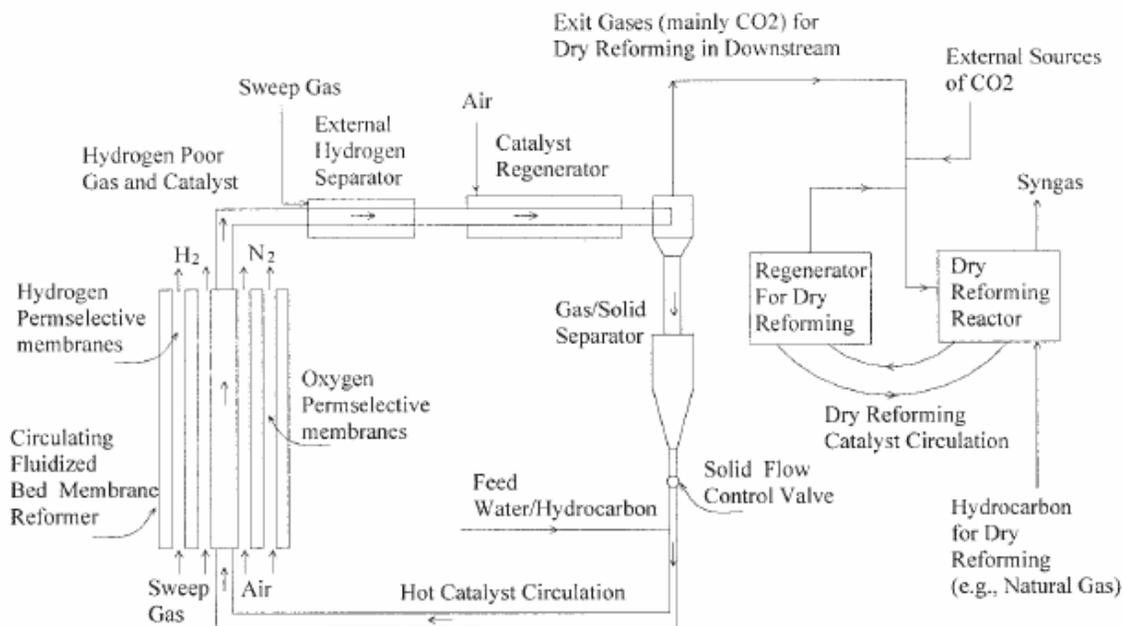 Exit Gases (mainly CO2) for
Dry Reforming in Downstream
External Sources
of CO2
Sweep Gas
Air
External
Hydrogen
Separator
Catalyst
Regenerator
Hydrogen Poor
Gas and Catalyst
Syngas
H2
N2
Regenerator
For Dry
Reforming
Dry
Reforming
Reactor
Hydrogen
Permselective
membranes
Gas/Solid
Separator
Oxygen
Permselective
membranes
Dry Reforming
Catalyst Circulation
Circulating
Fluidized
Bed Membrane
Reformer
Feed
Water/Hydrocarbon
Solid Flow
Control Valve
Hydrocarbon
for Dry
Reforming
(e.g., Natural Gas)
Sweep
Gas
Air
Hot Catalyst Circulation